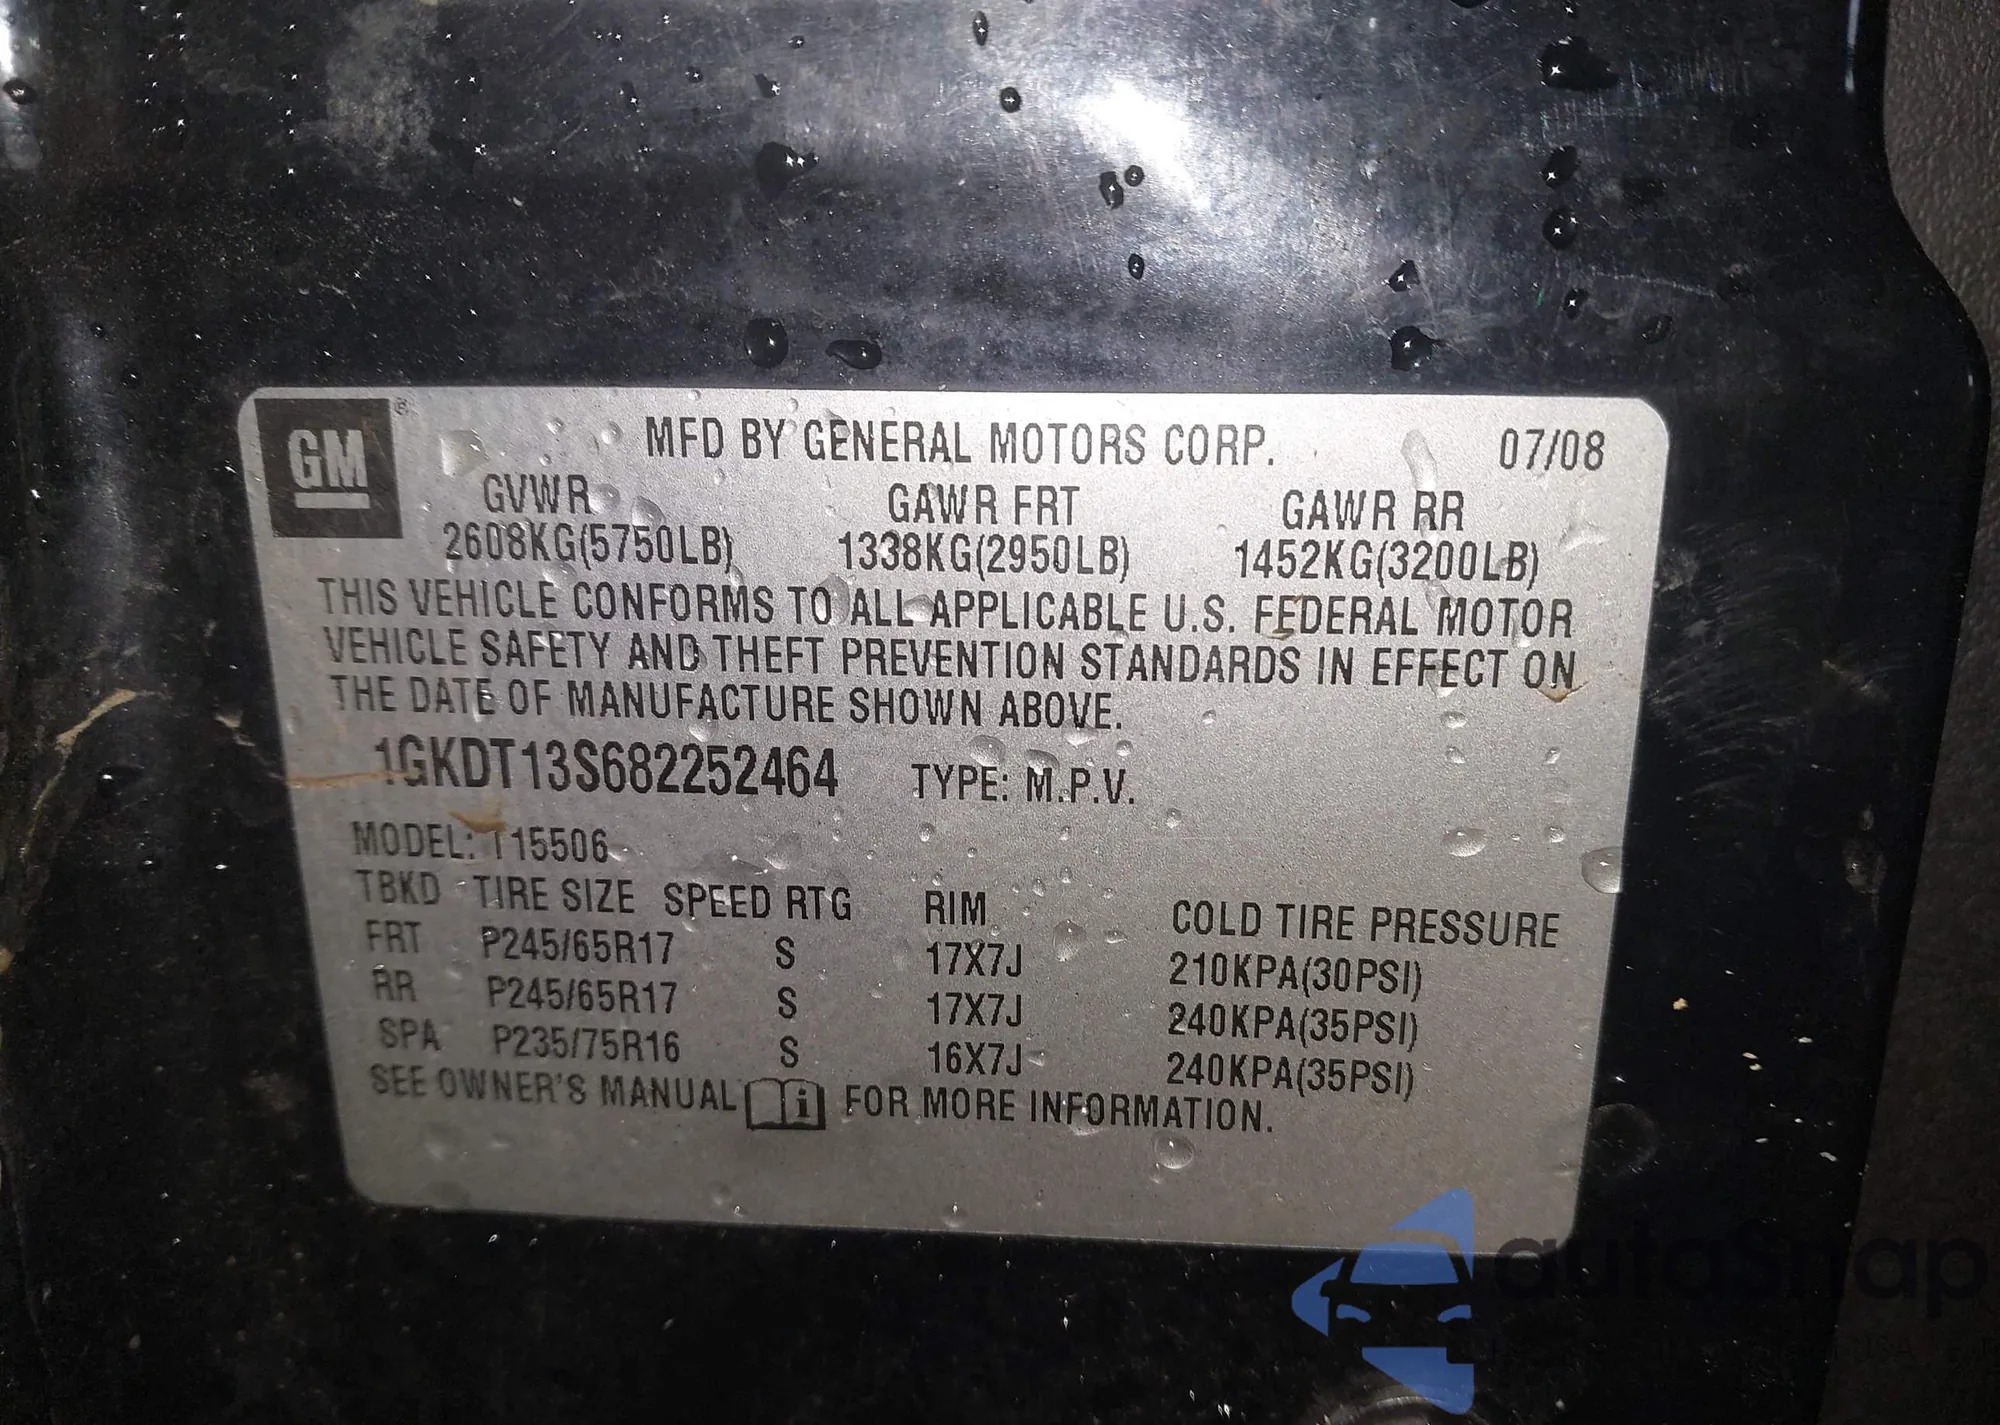 GM
MFD BY GENERAL MOTORS CORP. 07/08
GVWR GAWR FRT GAWR RR
2608KG(5750LB) 1338KG(2950LB) 1452KG(3200LB)
THIS VEHICLE CONFORMS TO ALL APPLICABLE U.S. FEDERAL MOTOR
VEHICLE SAFETY AND THEFT PREVENTION STANDARDS IN EFFECT ON
THE DATE OF MANUFACTURE SHOWN ABOVE.
1GKDT13S682252464 TYPE: M.P.V.
MODEL: T15506
TBKD TIRE SIZE SPEED RTG RIM COLD TIRE PRESSURE
FRT P245/65R17 S 17X7J 210KPA(30PSI)
RR P245/65R17 S 17X7J 240KPA(35PSI)
SPA P235/75R16 S 16X7J 240KPA(35PSI)
SEE OWNER'S MANUAL i FOR MORE INFORMATION.
autosnap